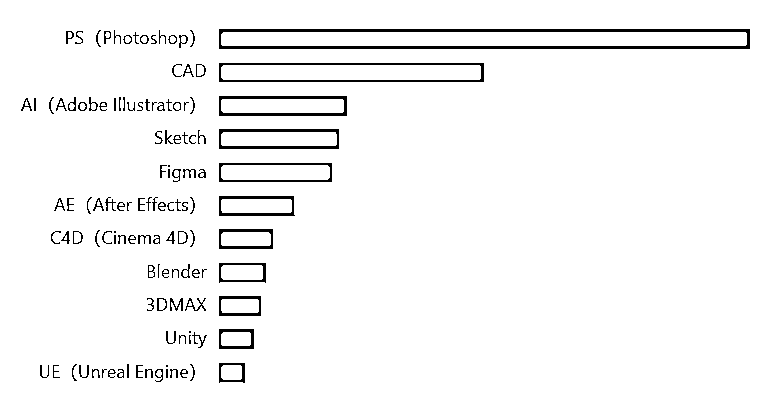 PS（Photoshop）
CAD
AI（Adobe Illustrator）
Sketch
Figma
AE（After Effects）
C4D（Cinema 4D）
Blender
3DMAX
Unity
UE（Unreal Engine）